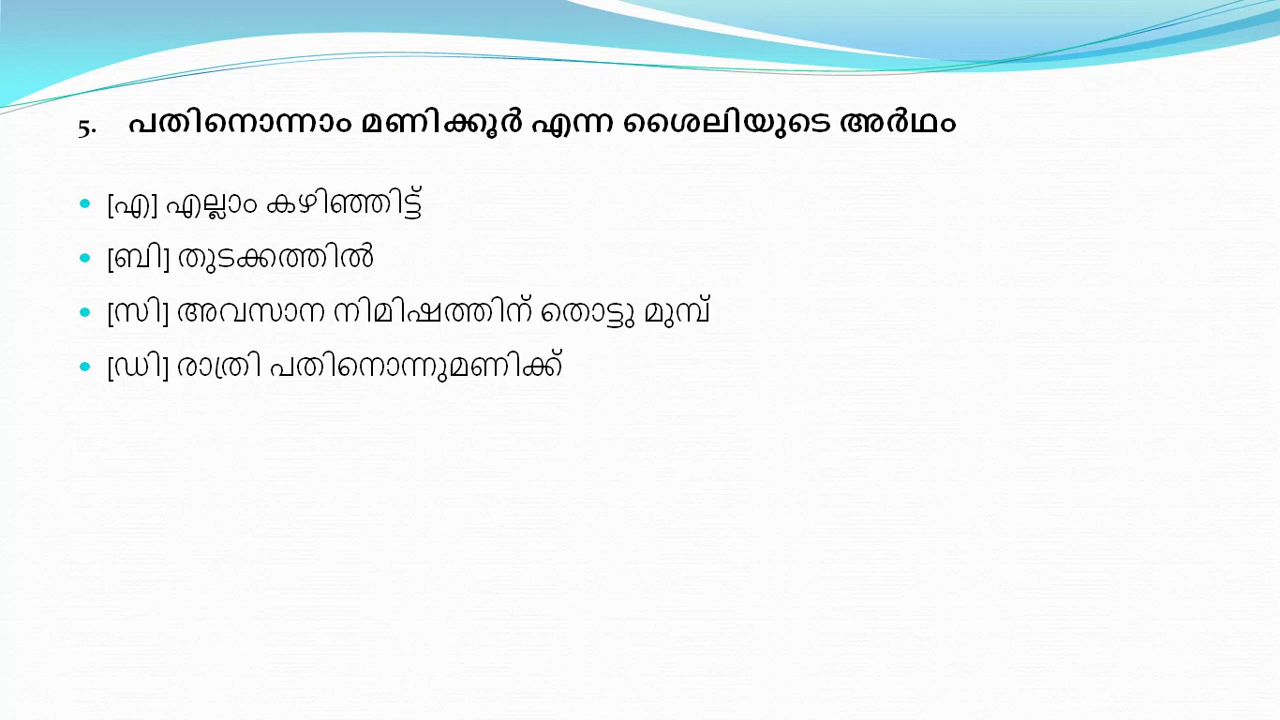 5. പതിനൊന്നാം മണിക്കൂർ എന്ന ശൈലിയുടെ അർഥം
• [എ] എല്ലാം കഴിഞ്ഞിട്ട്
• [ബി] തുടക്കത്തിൽ
• [സി] അവസാന നിമിഷത്തിന് തൊട്ടു മുമ്പ്
• [ഡി] രാത്രി പതിനൊന്നുമണിക്ക്